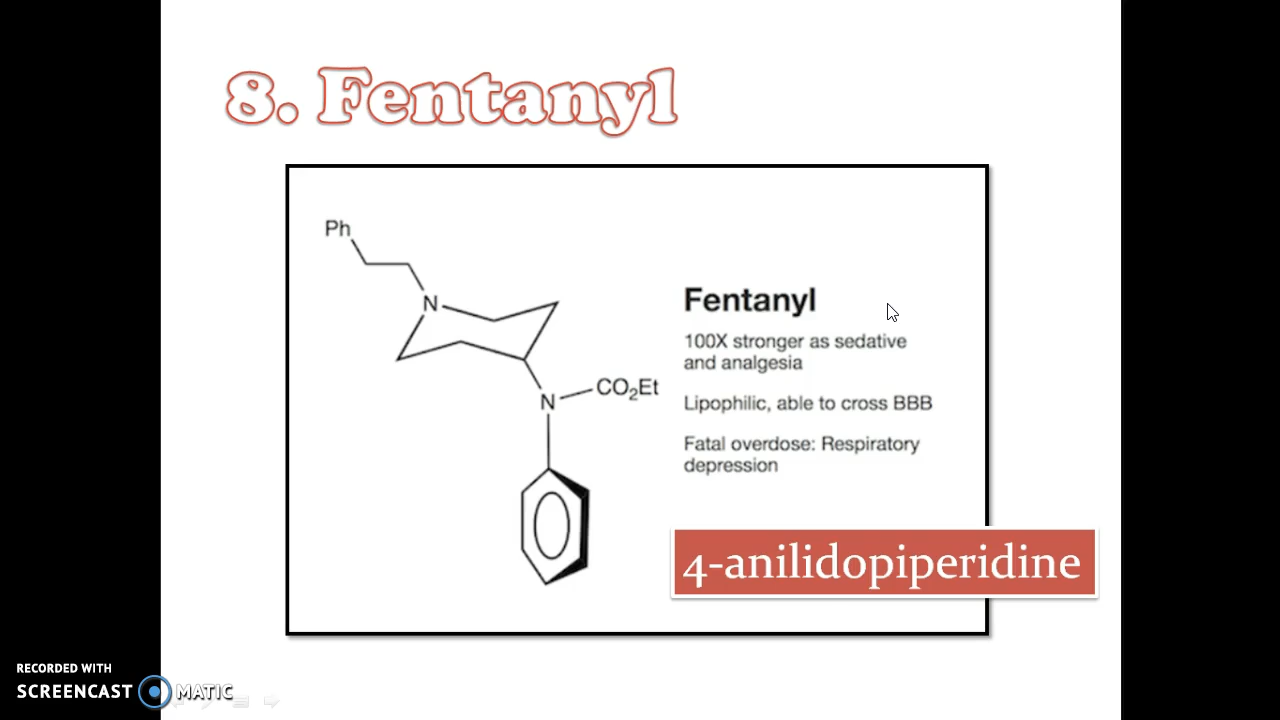 8. Fentanyl
Ph
N
N
CO₂Et
Fentanyl
100X stronger as sedative
and analgesia
Lipophilic, able to cross BBB
Fatal overdose: Respiratory
depression
4-anilidopiperidine
RECORDED WITH
SCREENCAST MATIC